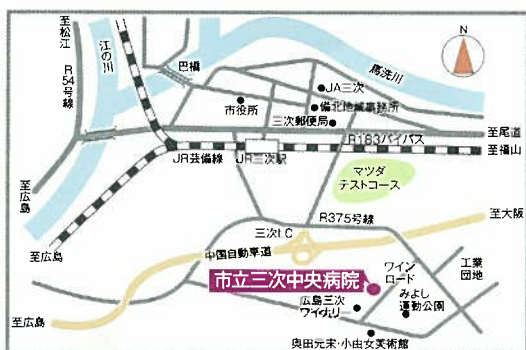 至松江
R54号線
江の川
巴橋
馬洗川
JA三次
市役所
備北地域事務所
三次郵便局
R183バイパス
至尾道
JR芸備線
JR三次駅
至福山
至広島
マツダ
テストコース
R375号線
至大阪
三次I.C
至広島
中国自動車道
市立三次中央病院
ワイン
ロード
工業
団地
広島三次
ワイナリー
みよし
運動公園
至広島
奥田元宋・小由女美術館